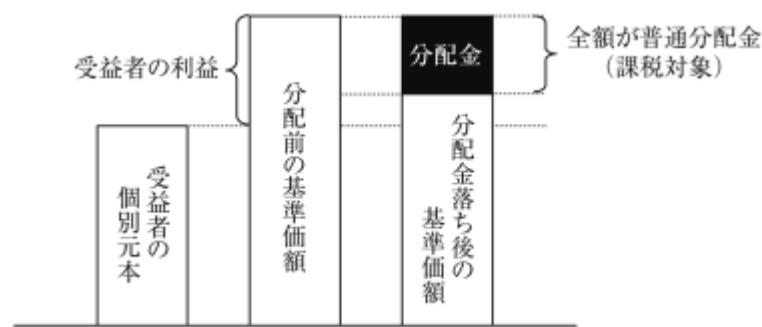 受益者の利益
受益者の
個別元本
分配前の基準価額
分配金
分配金落ち後の
基準価額
全額が普通分配金
（課税対象）